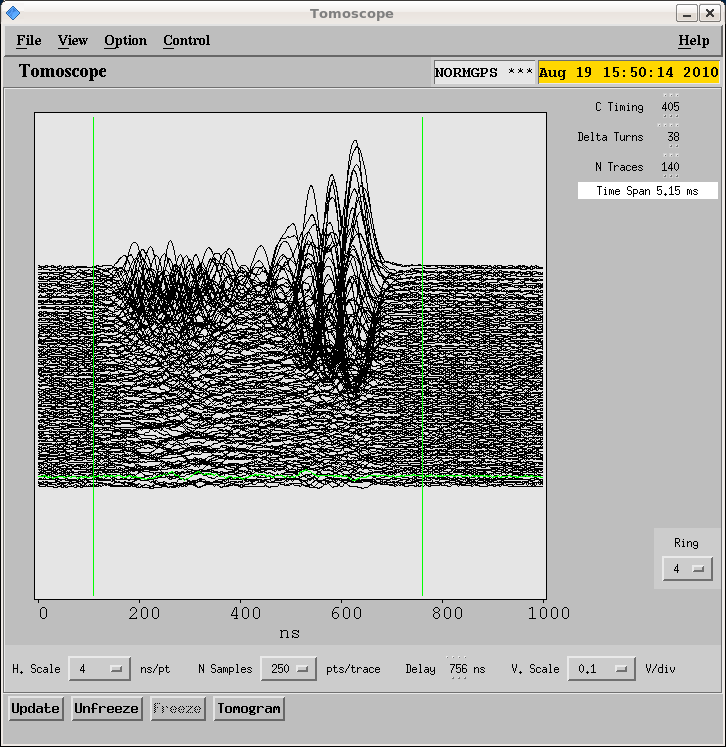 Tomoscope
File View Option Control Help
Tomoscope NORMGPS *** Aug 19 15:50:14 2010
C Timing 405
Delta Turns 38
N Traces 140
Time Span 5.15 ms
Ring
4
0 200 400 600 800 1000
ns
H. Scale 4 ns/pt N Samples 250 pts/trace Delay 756 ns V. Scale 0.1 V/div
Update Unfreeze Freeze Tomogram